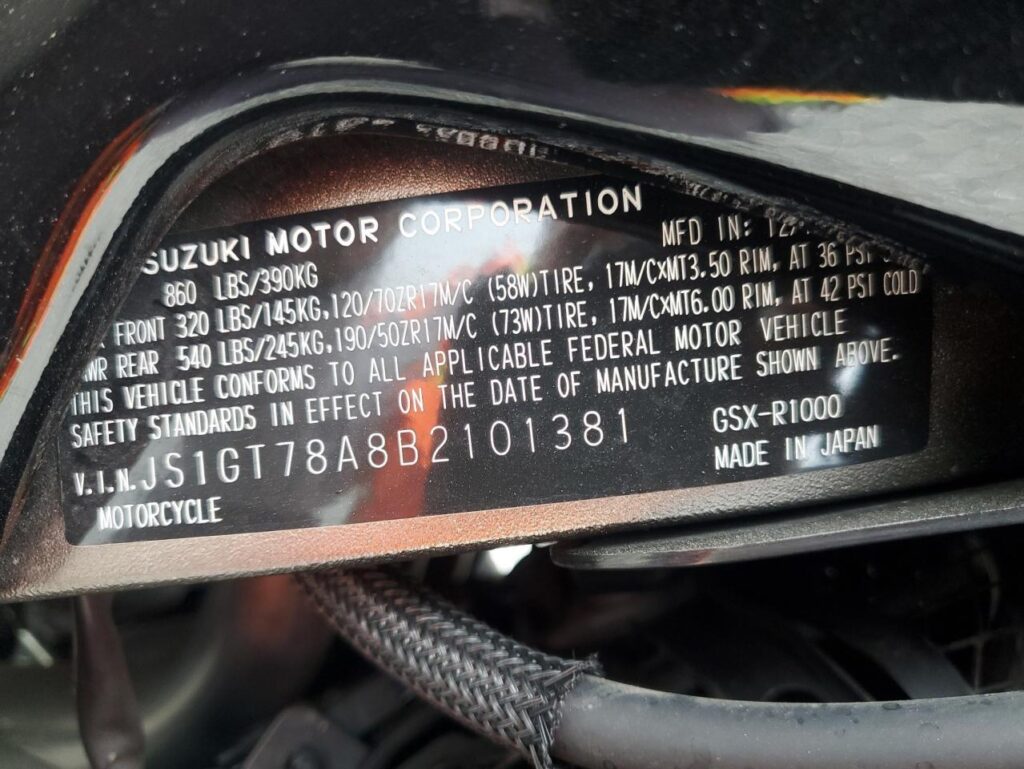 SUZUKI MOTOR CORPORATION
MFD IN:
860 LBS/390KG
FRONT 320 LBS/145KG,120/70ZR17M/C (58W)TIRE, 17M/C×MT3.50 RIM, AT 36 PSI
REAR 540 LBS/245KG,190/50ZR17M/C (73W)TIRE, 17M/C×MT6.00 RIM, AT 42 PSI COLD
THIS VEHICLE CONFORMS TO ALL APPLICABLE FEDERAL MOTOR VEHICLE
SAFETY STANDARDS IN EFFECT ON THE DATE OF MANUFACTURE SHOWN ABOVE.
V.I.N.JS1GT78A8B2101381
GSX-R1000
MOTORCYCLE
MADE IN JAPAN